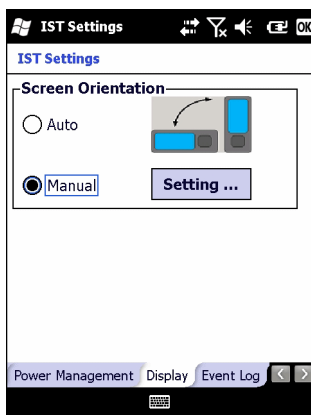 IST Settings
OK
IST Settings
Screen Orientation
Auto
Manual
Setting ...
Power Management Display Event Log